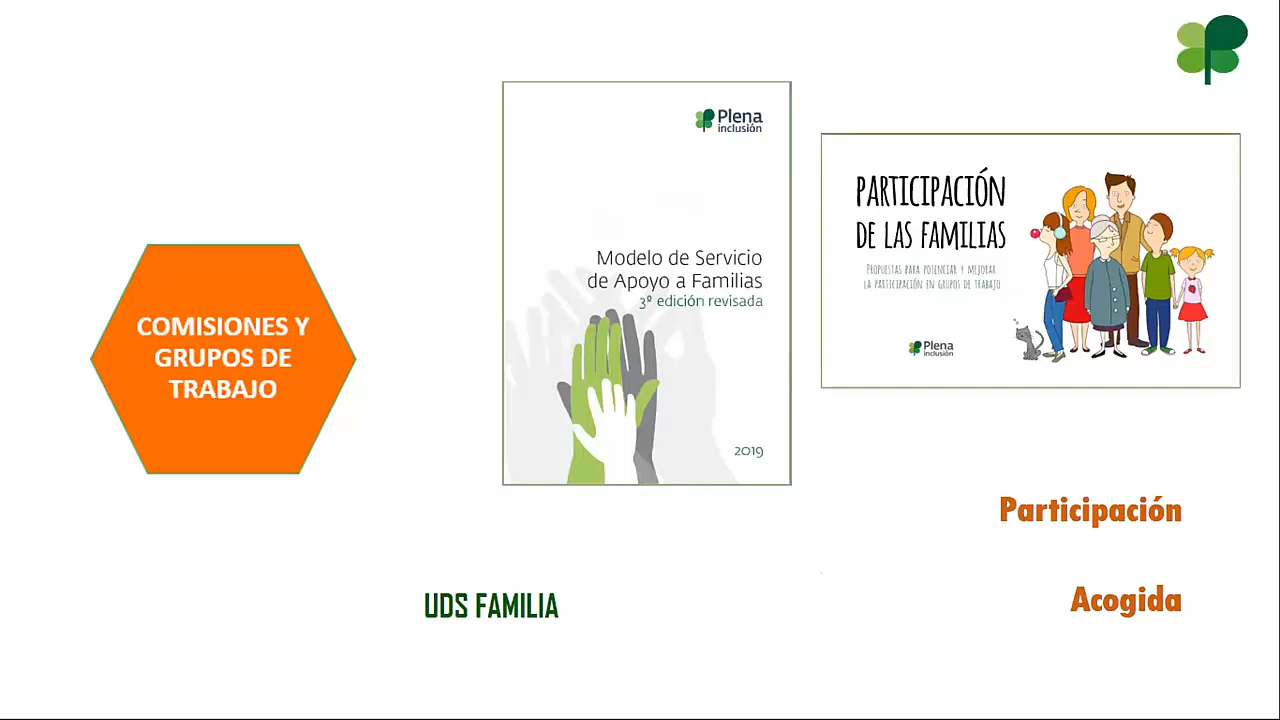 COMISIONES Y
GRUPOS DE
TRABAJO
Plena
inclusión
Modelo de Servicio
de Apoyo a Familias
3ª edición revisada
2019
PARTICIPACIÓN
DE LAS FAMILIAS
PROPUESTAS PARA POTENCIAR Y MEJORAR
LA PARTICIPACIÓN EN GRUPOS DE TRABAJO
Plena
inclusión
Participación
Acogida
UDS FAMILIA